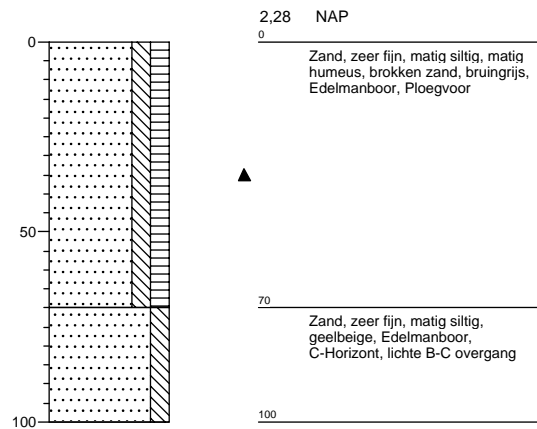 2,28 NAP
0
0
Zand, zeer fijn, matig siltig, matig
humeus, brokken zand, bruingrijs,
Edelmanboor, Ploegvoor
50
70
Zand, zeer fijn, matig siltig,
geelbeige, Edelmanboor,
C-Horizont, lichte B-C overgang
100
100